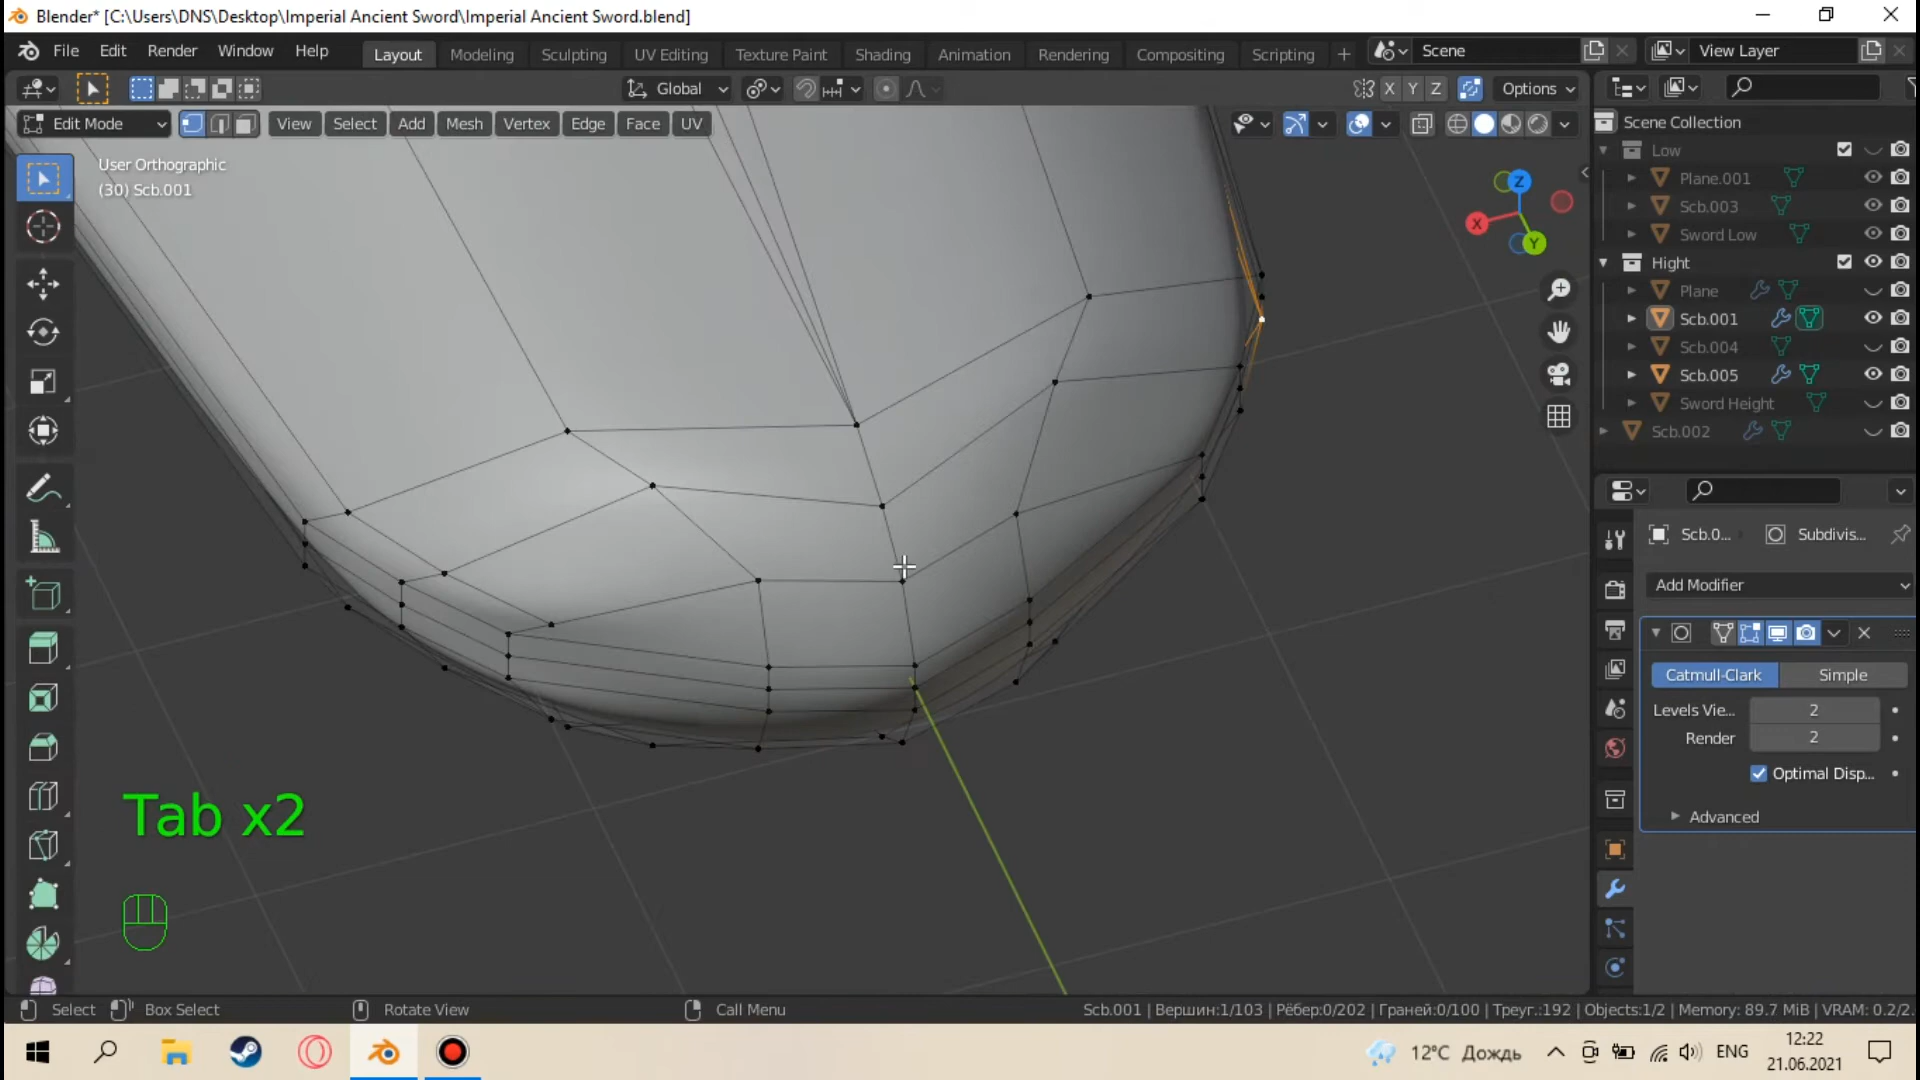 Blender* [C:\Users\DNS\Desktop\Imperial Ancient Sword\Imperial Ancient Sword.blend]
File Edit Render Window Help Layout Modeling Sculpting UV Editing Texture Paint Shading Animation Rendering Compositing Scripting + Scene View Layer
Global X Y Z Options
Edit Mode View Select Add Mesh Vertex Edge Face UV
Scene Collection
User Orthographic
(30) Scb.001
Low
Plane.001
Scb.003
Sword Low
Hight
Plane
Scb.001
Scb.004
Scb.005
Sword Height
Scb.002
Z
X
Y
Scb.0... Subdivis...
Add Modifier
Catmull-Clark Simple
Levels Vie... 2
Render 2
Optimal Disp...
Advanced
Tab x2
Select Box Select Rotate View Call Menu Scb.001 | Вершин:1/103 | Рёбер:0/202 | Граней:0/100 | Треуг.:192 | Objects:1/2 | Memory: 89.7 MiB | VRAM: 0.2/2.
12°C Дождь ENG 12:22
21.06.2021